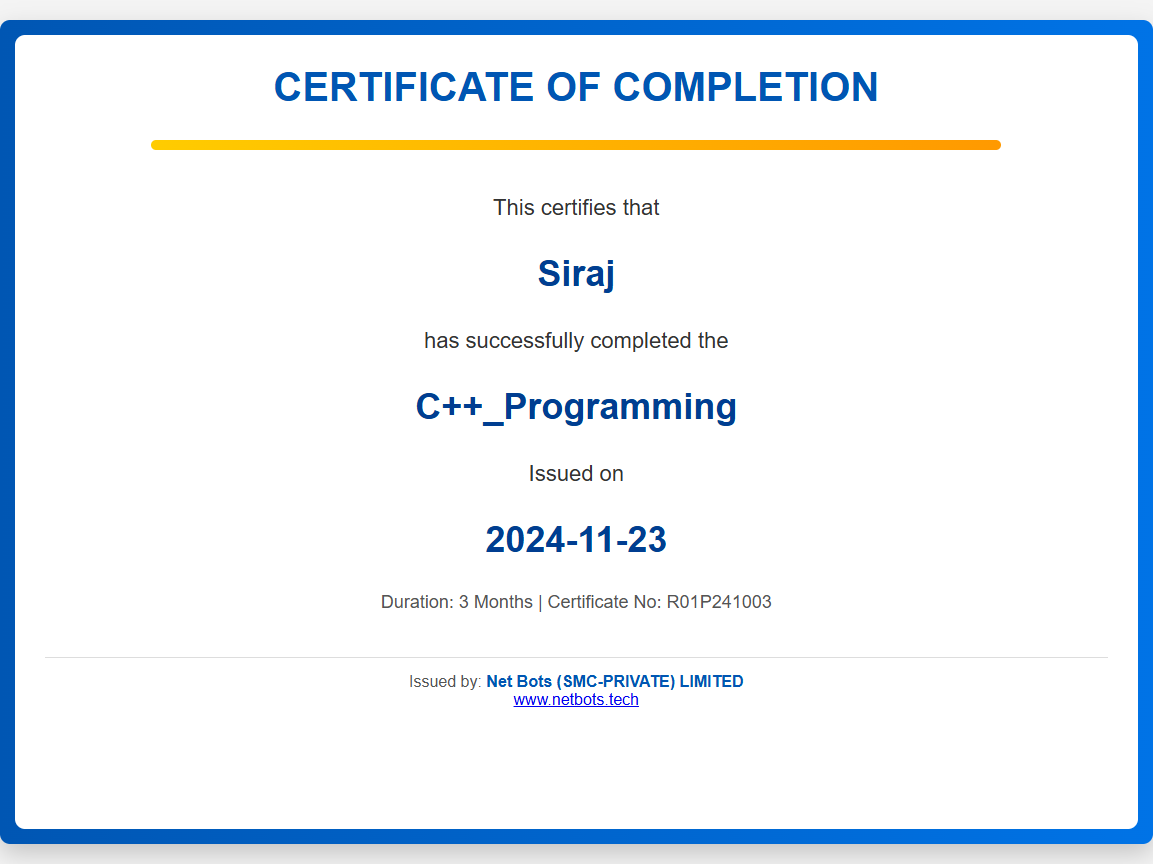 CERTIFICATE OF COMPLETION
This certifies that
Siraj
has successfully completed the
C++_Programming
Issued on
2024-11-23
Duration: 3 Months | Certificate No: R01P241003
Issued by: Net Bots (SMC-PRIVATE) LIMITED
www.netbots.tech